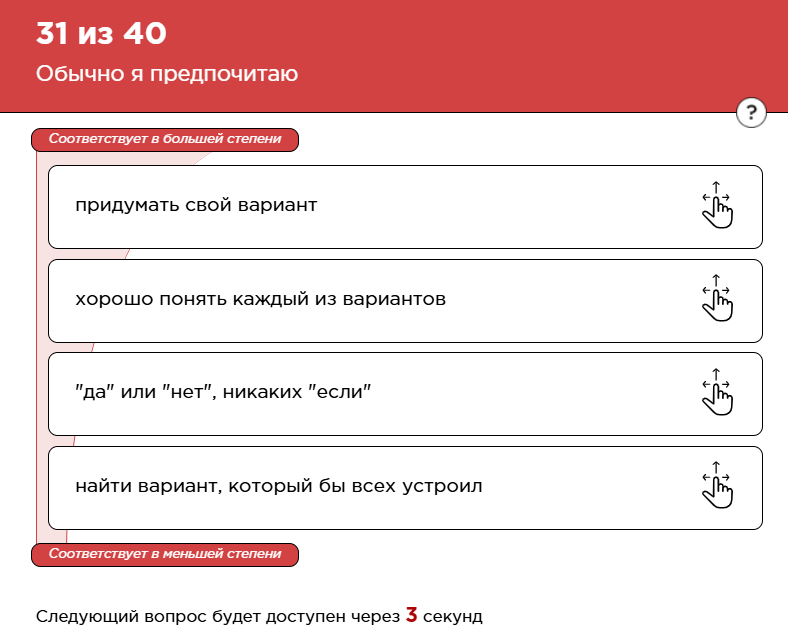 31 из 40
Обычно я предпочитаю
?
Соответствует в большей степени
придумать свой вариант
хорошо понять каждый из вариантов
"да" или "нет", никаких "если"
найти вариант, который бы всех устроил
Соответствует в меньшей степени
Следующий вопрос будет доступен через 3 секунд